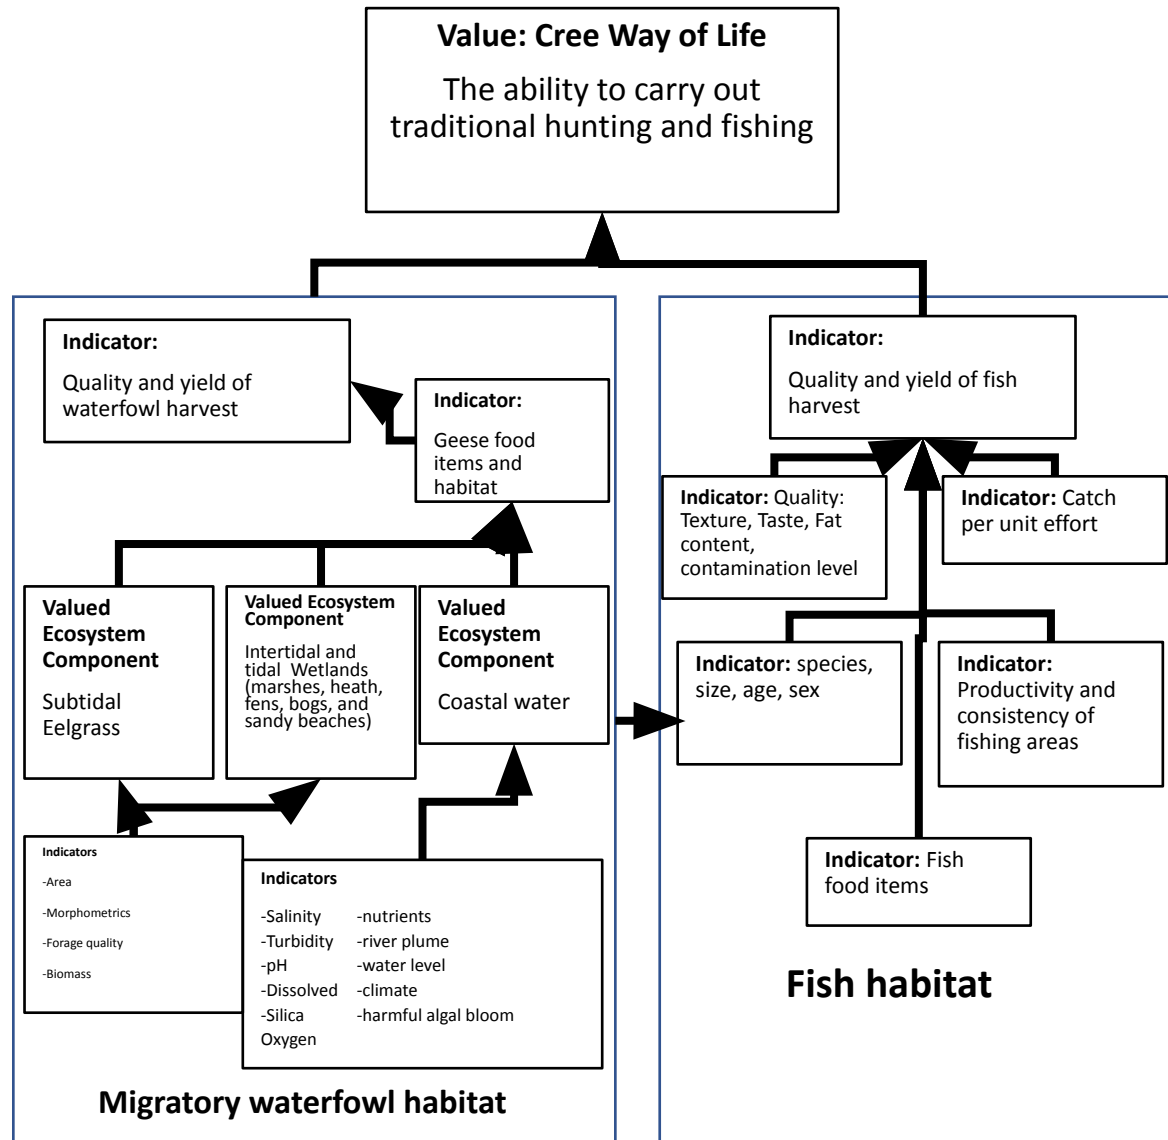 Value: Cree Way of Life
The ability to carry out
traditional hunting and fishing
Indicator:
Quality and yield of
waterfowl harvest
Indicator:
Geese food
items and
habitat
Valued
Ecosystem
Component
Subtidal
Eelgrass
Valued Ecosystem
Component
Intertidal and
tidal Wetlands
(marshes, heath,
fens, bogs, and
sandy beaches)
Valued
Ecosystem
Component
Coastal water
Indicators
-Area
-Morphometrics
-Forage quality
-Biomass
Indicators
-Salinity -nutrients
-Turbidity -river plume
-pH -water level
-Dissolved -climate
-Silica -harmful algal bloom
Oxygen
Migratory waterfowl habitat
Indicator:
Quality and yield of fish
harvest
Indicator: Quality:
Texture, Taste, Fat
content,
contamination level
Indicator: Catch
per unit effort
Indicator: species,
size, age, sex
Indicator:
Productivity and
consistency of
fishing areas
Indicator: Fish
food items
Fish habitat